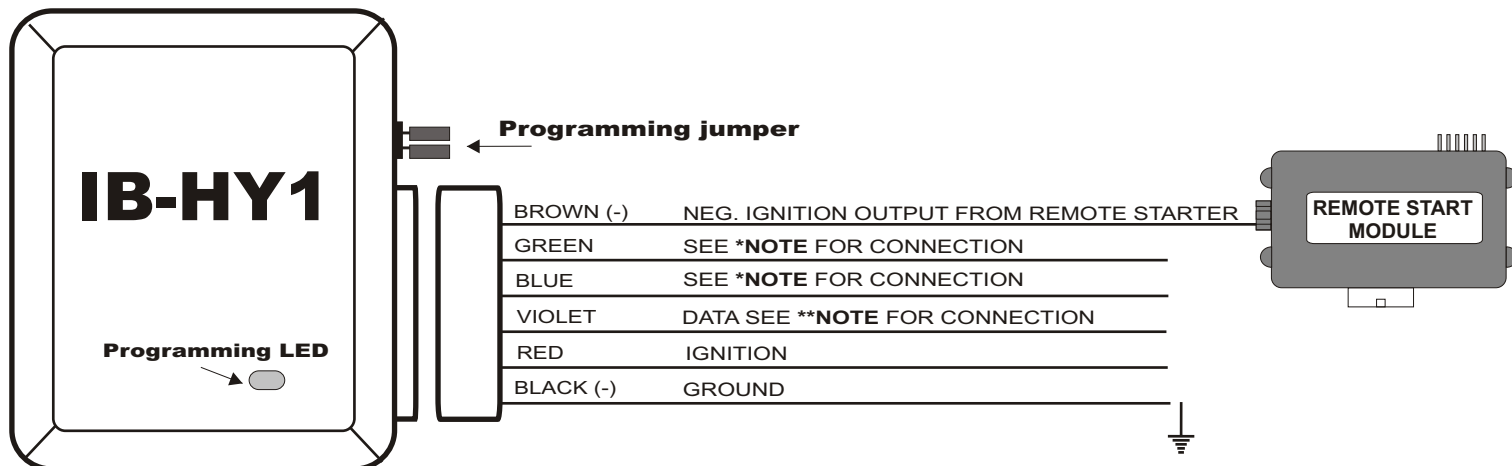 Programming jumper
IB-HY1
BROWN (-) NEG. IGNITION OUTPUT FROM REMOTE STARTER
REMOTE START
MODULE
GREEN SEE *NOTE FOR CONNECTION
BLUE SEE *NOTE FOR CONNECTION
VIOLET DATA SEE **NOTE FOR CONNECTION
Programming LED
RED IGNITION
BLACK (-) GROUND